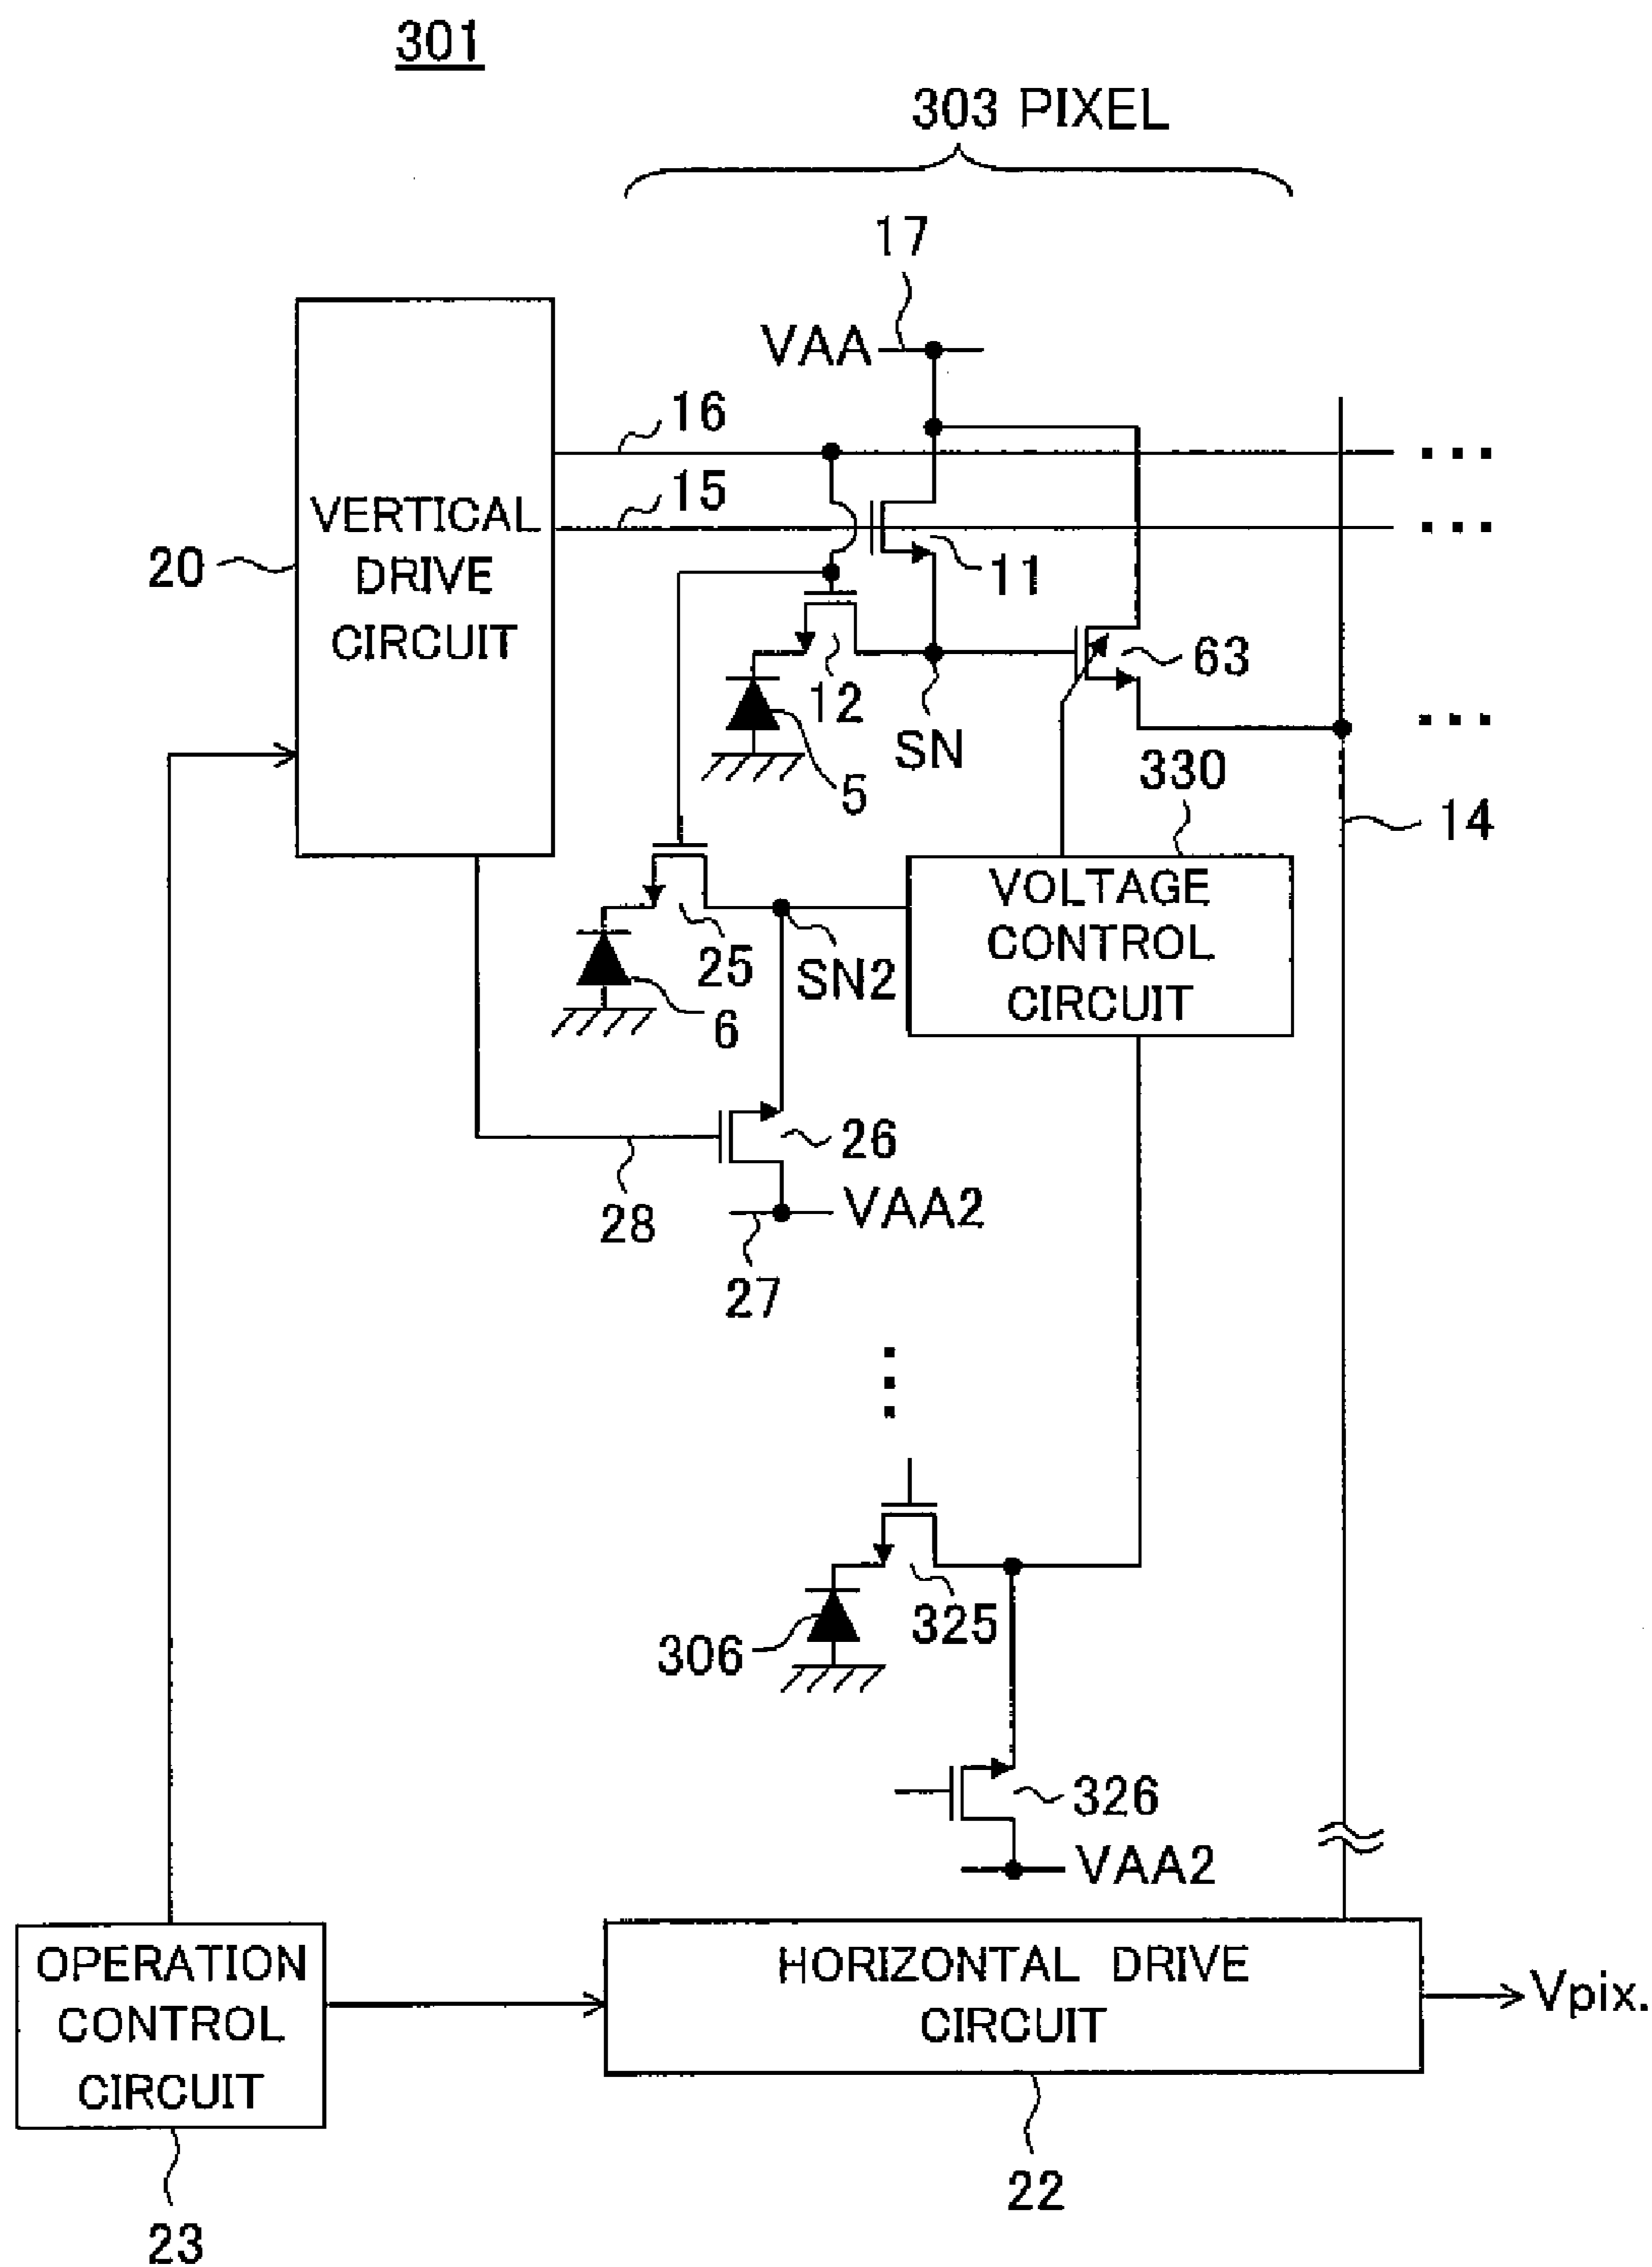 301
303 PIXEL
17
VAA
16
15
VERTICAL
DRIVE
CIRCUIT
20
11
12
63
5
SN
330
14
VOLTAGE
CONTROL
CIRCUIT
25
SN2
6
26
28
VAA2
27
325
306
326
VAA2
OPERATION
CONTROL
CIRCUIT
HORIZONTAL DRIVE
CIRCUIT
Vpix.
22
23